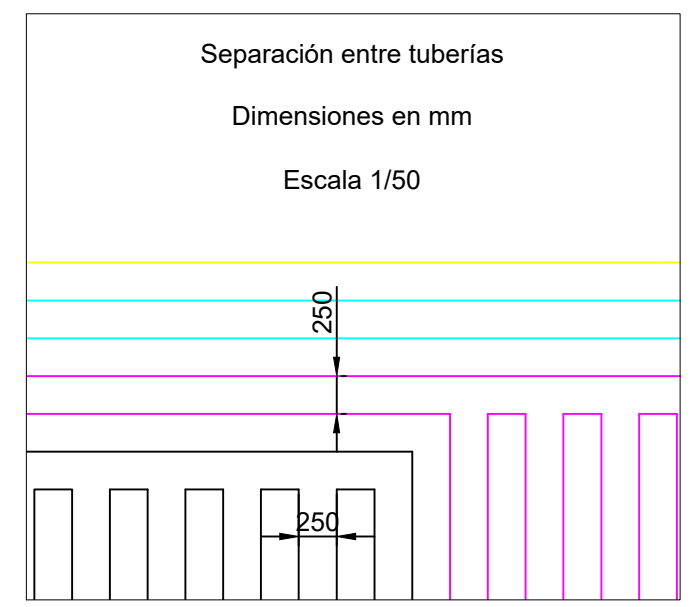 Separación entre tuberías
Dimensiones en mm
Escala 1/50
250
250